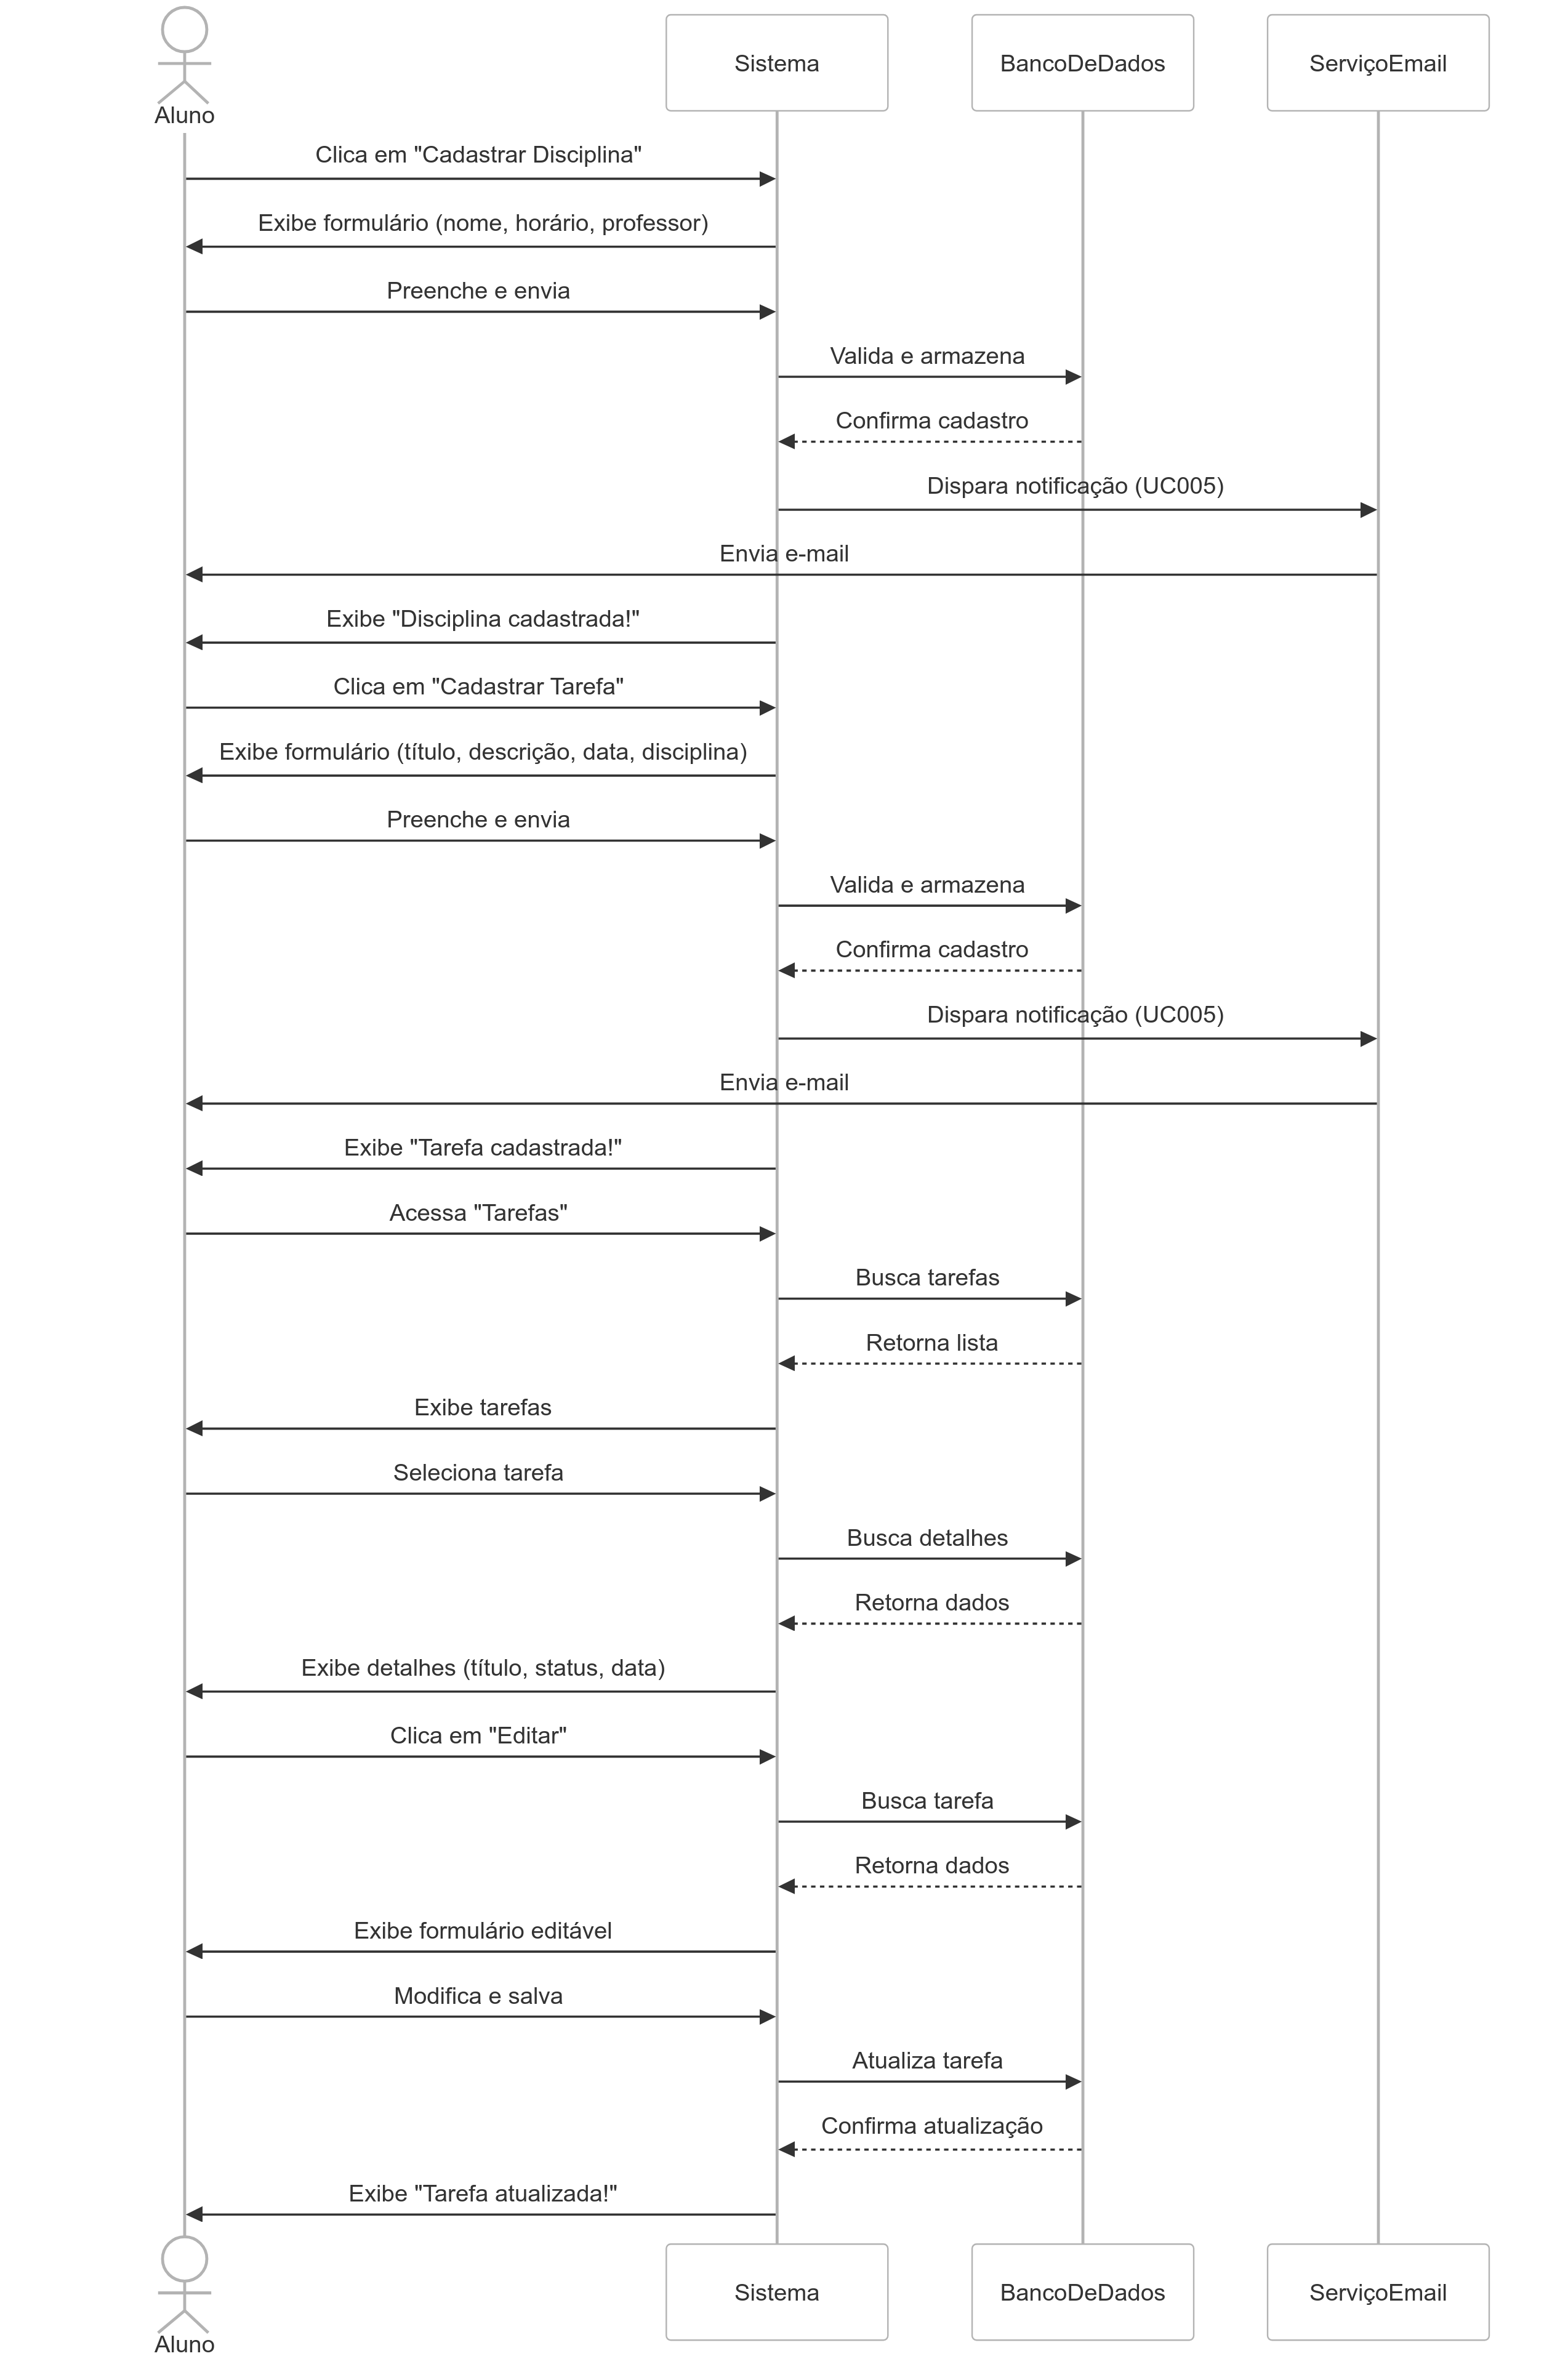 Aluno
Sistema
BancoDeDados
ServiçoEmail
Clica em "Cadastrar Disciplina"
Exibe formulário (nome, horário, professor)
Preenche e envia
Valida e armazena
Confirma cadastro
Dispara notificação (UC005)
Envia e-mail
Exibe "Disciplina cadastrada!"
Clica em "Cadastrar Tarefa"
Exibe formulário (título, descrição, data, disciplina)
Preenche e envia
Valida e armazena
Confirma cadastro
Dispara notificação (UC005)
Envia e-mail
Exibe "Tarefa cadastrada!"
Acessa "Tarefas"
Busca tarefas
Retorna lista
Exibe tarefas
Seleciona tarefa
Busca detalhes
Retorna dados
Exibe detalhes (título, status, data)
Clica em "Editar"
Busca tarefa
Retorna dados
Exibe formulário editável
Modifica e salva
Atualiza tarefa
Confirma atualização
Exibe "Tarefa atualizada!"
Aluno
Sistema
BancoDeDados
ServiçoEmail